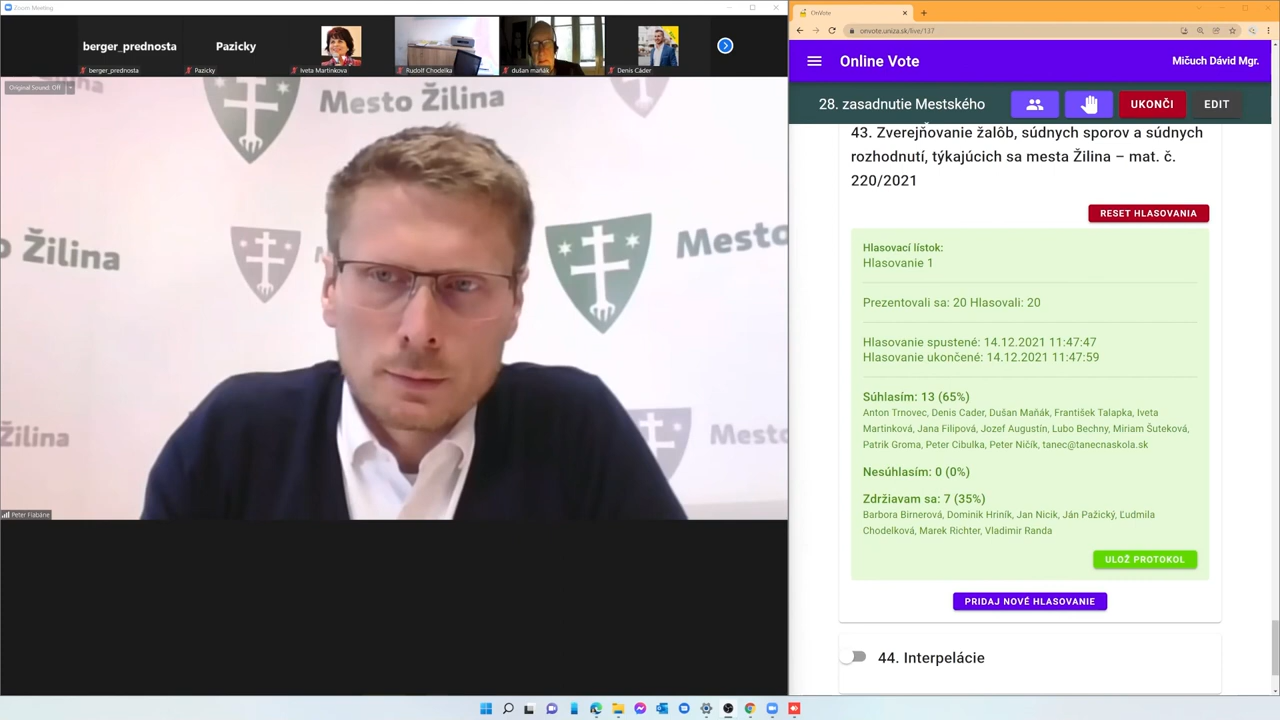 Zoom Meeting
berger_prednosta
Pazicky
berger_prednosta
Pazicky
Iveta Martinkova
Rudolf Chodelka
dušan maňák
Denis Cáder
Original Sound: Off
Mesto Žilina
o Žilina
Mesto
Žilina
Mesto
Peter Fiabáne
OnVote
onvote.uniza.sk/live/137
Online Vote
Mičuch Dávid Mgr.
28. zasadnutie Mestského
UKONČI
EDIT
43. Zverejňovanie žalôb, súdnych sporov a súdnych
rozhodnutí, týkajúcich sa mesta Žilina – mat. č.
220/2021
RESET HLASOVANIA
Hlasovací lístok:
Hlasovanie 1
Prezentovali sa: 20 Hlasovali: 20
Hlasovanie spustené: 14.12.2021 11:47:47
Hlasovanie ukončené: 14.12.2021 11:47:59
Súhlasím: 13 (65%)
Anton Trnovec, Denis Cader, Dušan Maňák, František Talapka, Iveta
Martinková, Jana Filipová, Jozef Augustín, Lubo Bechny, Miriam Šuteková,
Patrik Groma, Peter Cibulka, Peter Ničík, tanec@tanecnaskola.sk
Nesúhlasím: 0 (0%)
Zdržiavam sa: 7 (35%)
Barbora Birnerová, Dominik Hriník, Jan Nicik, Ján Pažický, Ľudmila
Chodelková, Marek Richter, Vladimir Randa
ULOŽ PROTOKOL
PRIDAJ NOVÉ HLASOVANIE
44. Interpelácie